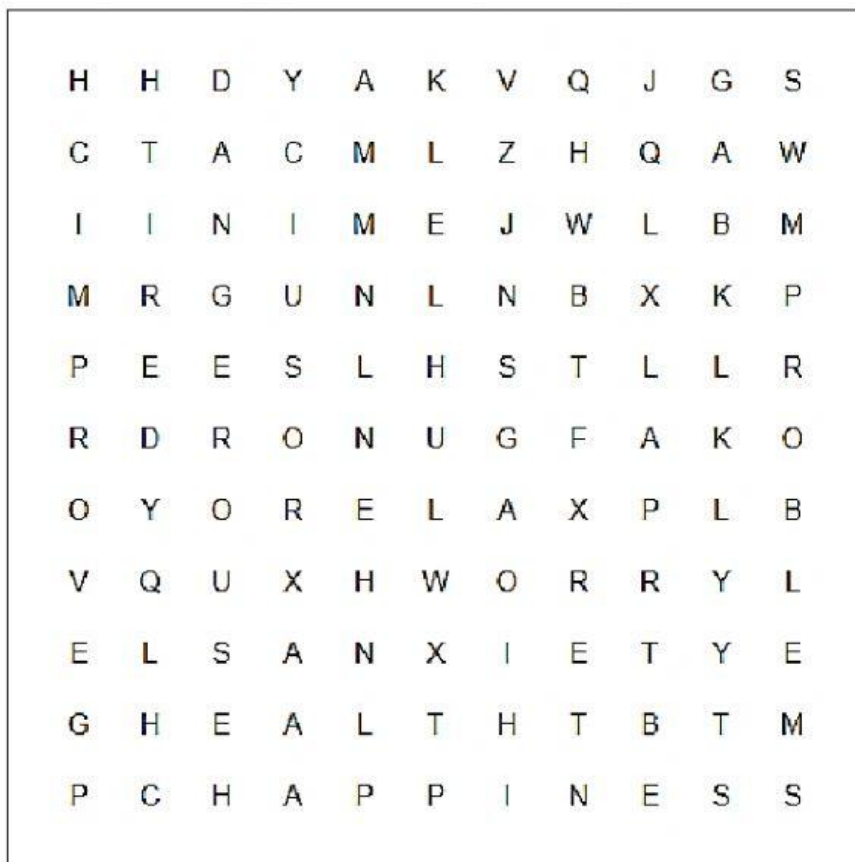 H H D Y A K V Q J G S
C T A C M L Z H Q A W
I I N I M E J W L B M
M R G U N L N B X K P
P E E S L H S T L L R
R D R O N U G F A K O
O Y O R E L A X P L B
V Q U X H W O R R Y L
E L S A N X I E T Y E
G H E A L T H T B T M
P C H A P P I N E S S